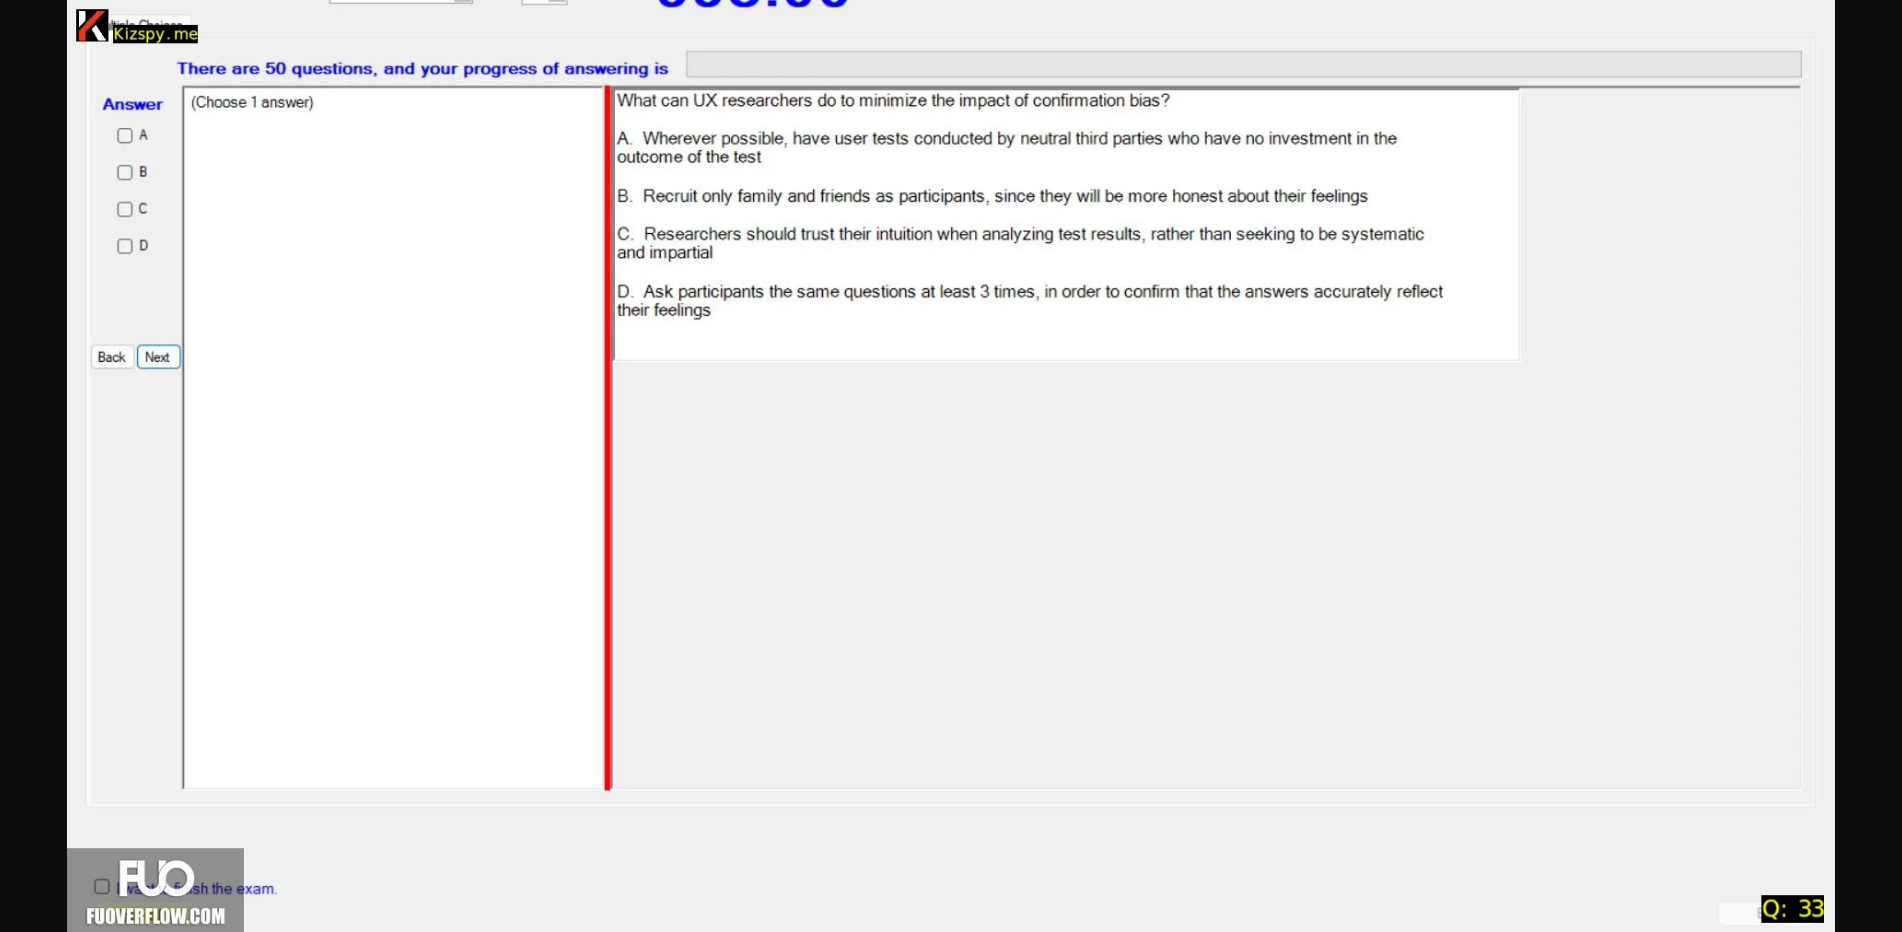 Kizspy.me
There are 50 questions, and your progress of answering is
Answer
(Choose 1 answer)
A
B
C
D
Back
Next
What can UX researchers do to minimize the impact of confirmation bias?
A. Wherever possible, have user tests conducted by neutral third parties who have no investment in the
outcome of the test
B. Recruit only family and friends as participants, since they will be more honest about their feelings
C. Researchers should trust their intuition when analyzing test results, rather than seeking to be systematic
and impartial
D. Ask participants the same questions at least 3 times, in order to confirm that the answers accurately reflect
their feelings
FUO
the exam.
FUOVERFLOW.COM
Q: 33